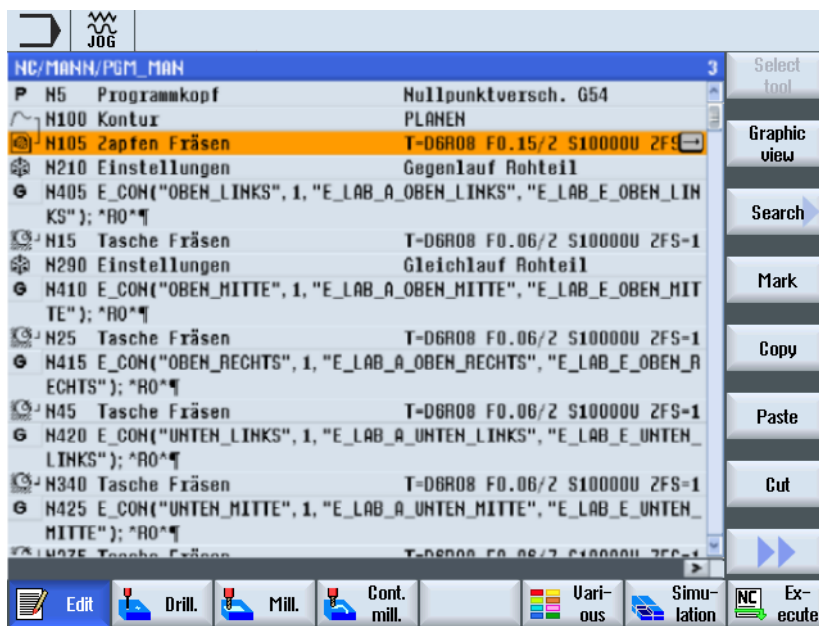 JOG
NC/MANN/PGM_MAN 3
P N5 Programmkopf Nullpunktversch. G54
N100 Kontur PLANEN
N105 Zapfen Fräsen T=D6R08 F0.15/Z S10000U ZFS
N210 Einstellungen Gegenlauf Rohteil
G N405 E_CON("OBEN_LINKS", 1, "E_LAB_A_OBEN_LINKS", "E_LAB_E_OBEN_LIN
KS"); *RO*¶
N15 Tasche Fräsen T=D6R08 F0.06/Z S10000U ZFS=1
N290 Einstellungen Gleichlauf Rohteil
G N410 E_CON("OBEN_MITTE", 1, "E_LAB_A_OBEN_MITTE", "E_LAB_E_OBEN_MIT
TE"); *RO*¶
N25 Tasche Fräsen T=D6R08 F0.06/Z S10000U ZFS=1
G N415 E_CON("OBEN_RECHTS", 1, "E_LAB_A_OBEN_RECHTS", "E_LAB_E_OBEN_R
ECHTS"); *RO*¶
N45 Tasche Fräsen T=D6R08 F0.06/Z S10000U ZFS=1
G N420 E_CON("UNTEN_LINKS", 1, "E_LAB_A_UNTEN_LINKS", "E_LAB_E_UNTEN_
LINKS"); *RO*¶
N340 Tasche Fräsen T=D6R08 F0.06/Z S10000U ZFS=1
G N425 E_CON("UNTEN_MITTE", 1, "E_LAB_A_UNTEN_MITTE", "E_LAB_E_UNTEN_
MITTE"); *RO*¶
Select
tool
Graphic
view
Search
Mark
Copy
Paste
Cut
Edit
Drill.
Mill.
Cont.
mill.
Vari-
ous
Simu-
lation
NC Ex-
ecute